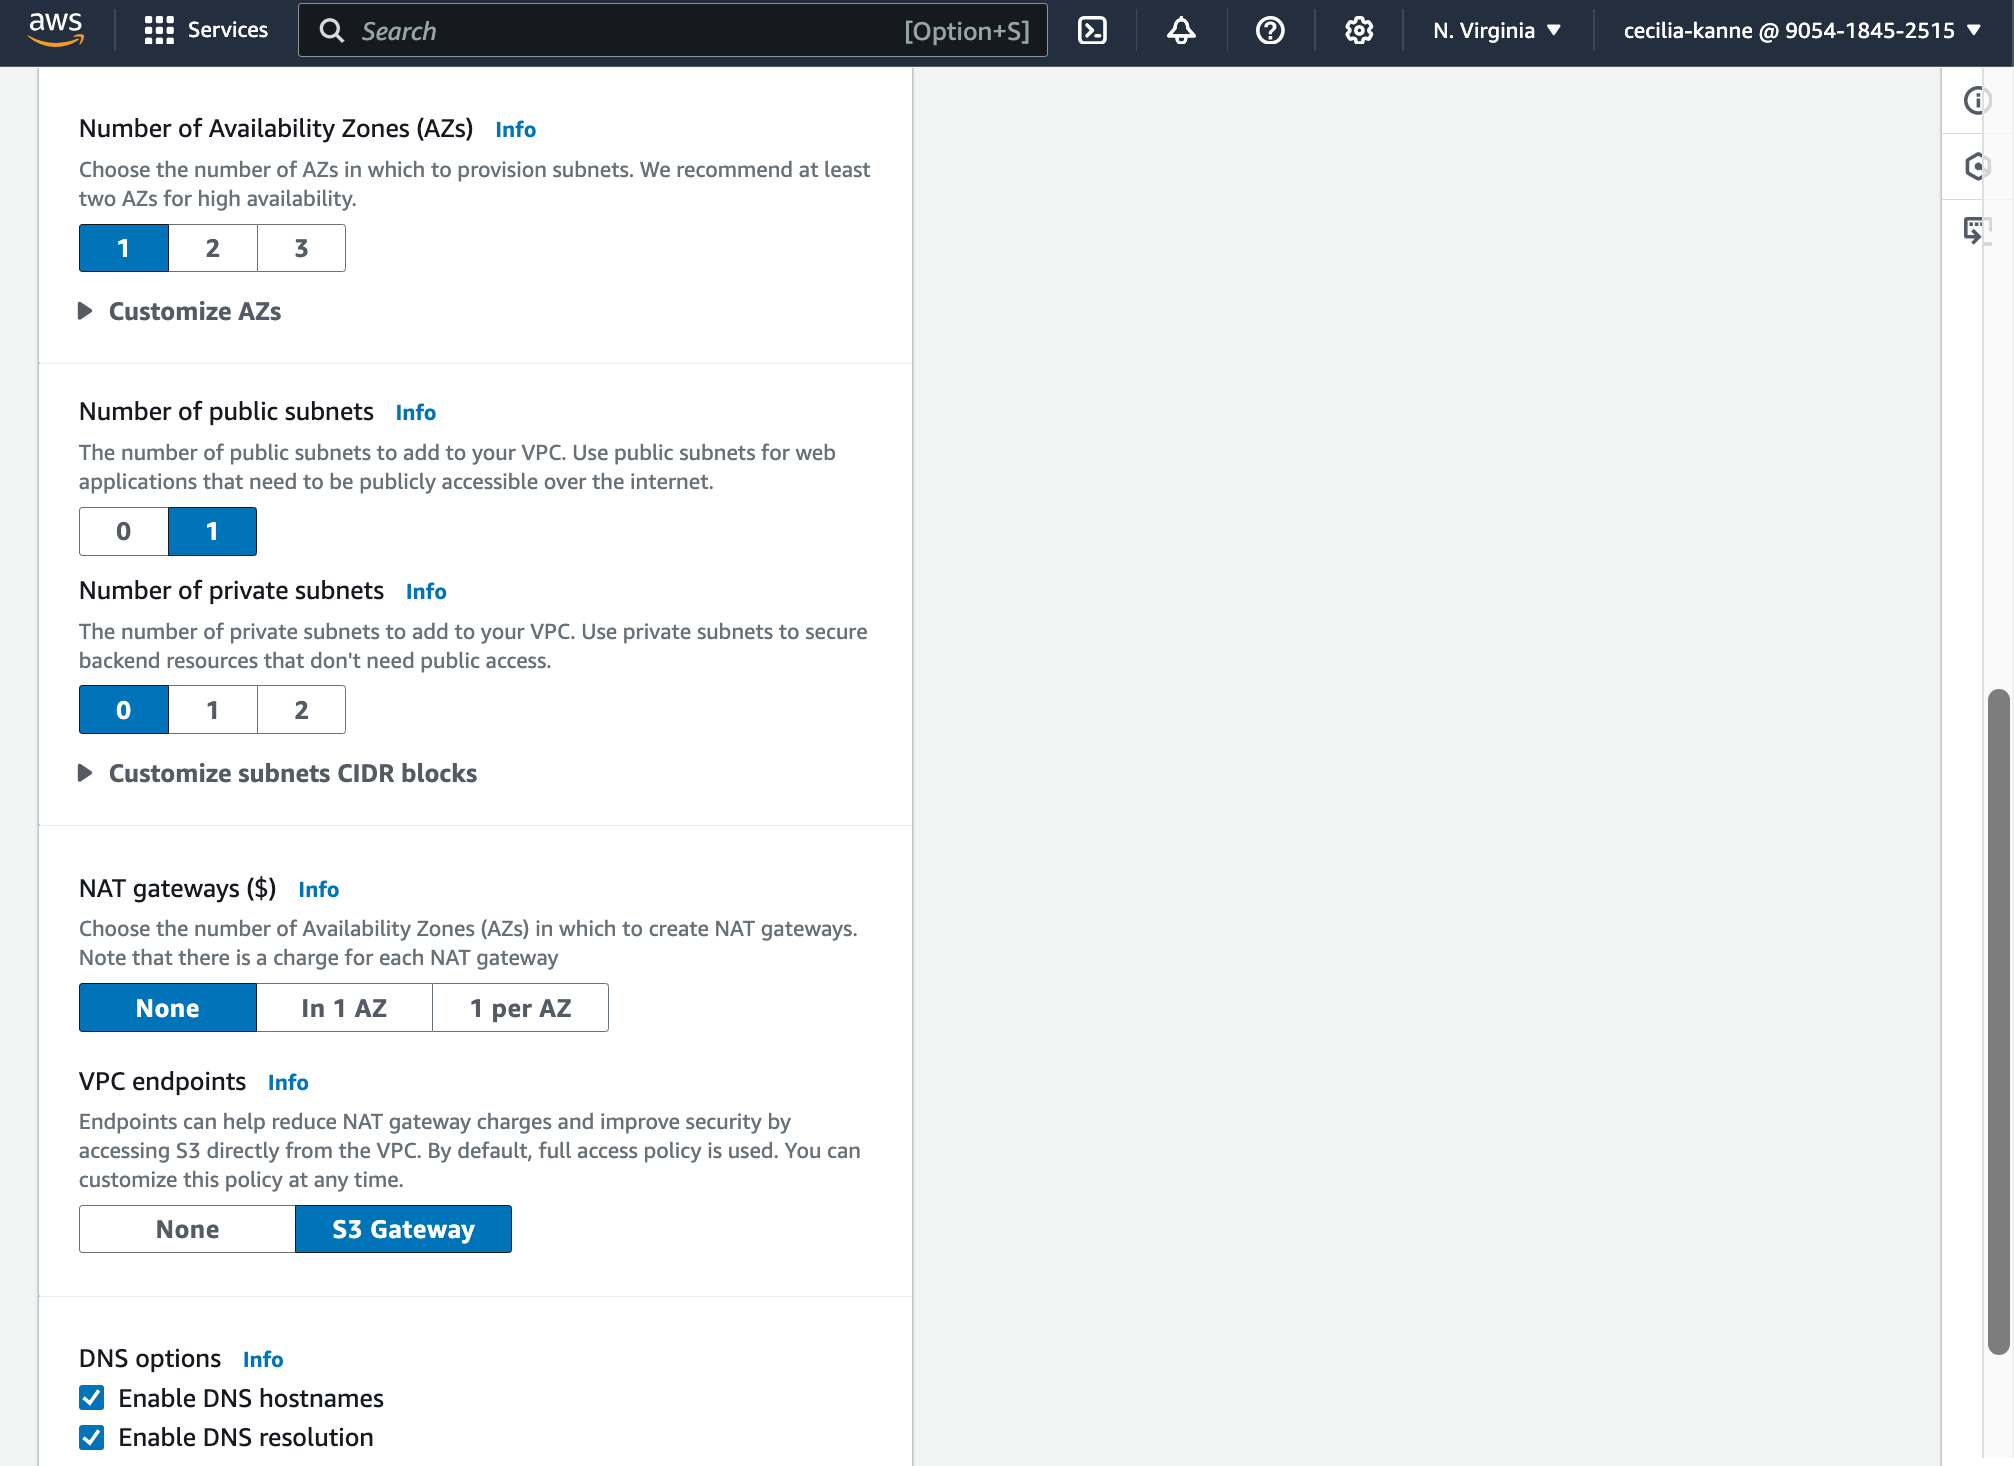 aws
Services
Search
[Option+S]
N. Virginia
cecilia-kanne @ 9054-1845-2515
Number of Availability Zones (AZs) Info
Choose the number of AZs in which to provision subnets. We recommend at least
two AZs for high availability.
1 2 3
Customize AZs
Number of public subnets Info
The number of public subnets to add to your VPC. Use public subnets for web
applications that need to be publicly accessible over the internet.
0 1
Number of private subnets Info
The number of private subnets to add to your VPC. Use private subnets to secure
backend resources that don't need public access.
0 1 2
Customize subnets CIDR blocks
NAT gateways ($) Info
Choose the number of Availability Zones (AZs) in which to create NAT gateways.
Note that there is a charge for each NAT gateway
None In 1 AZ 1 per AZ
VPC endpoints Info
Endpoints can help reduce NAT gateway charges and improve security by
accessing S3 directly from the VPC. By default, full access policy is used. You can
customize this policy at any time.
None S3 Gateway
DNS options Info
Enable DNS hostnames
Enable DNS resolution